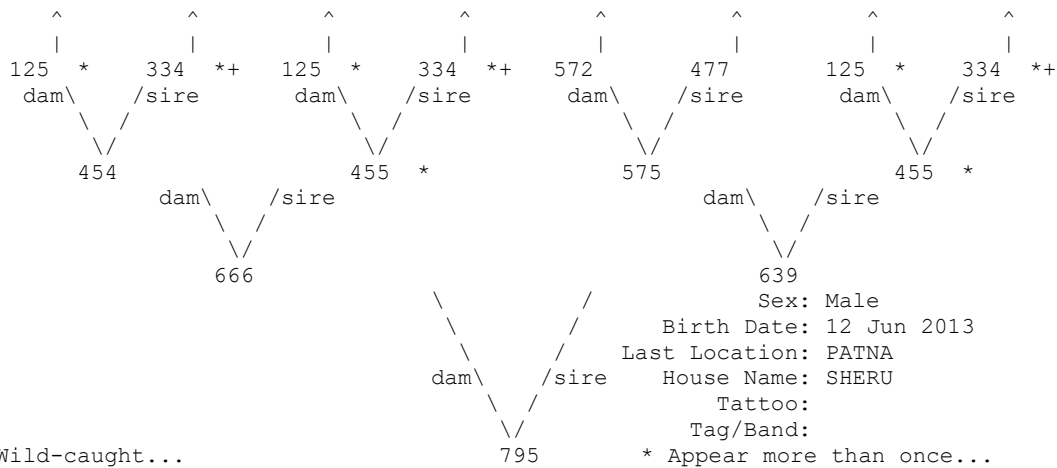 ^ ^ ^ ^ ^ ^ ^ ^
| | | | | | | |
125 * 334 *+ 125 * 334 *+ 572 477 125 * 334 *+
dam\ /sire dam\ /sire dam\ /sire dam\ /sire
\ / \ / \ / \ /
\/ \/ \/ \/
454 455 * 575 455 *
dam\ /sire dam\ /sire
\ / \ /
\/ \/
666 639
\ / Sex: Male
\ / Birth Date: 12 Jun 2013
\ / Last Location: PATNA
dam\ /sire House Name: SHERU
\ / Tattoo:
\/ Tag/Band:
Wild-caught... 795 * Appear more than once...